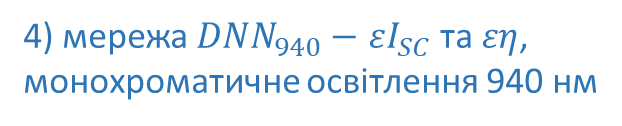 4) мережа 𝐷𝑁𝑁₉₄₀ − 𝜀𝐼_𝑆𝐶 та 𝜀𝜂,
монохроматичне освітлення 940 нм